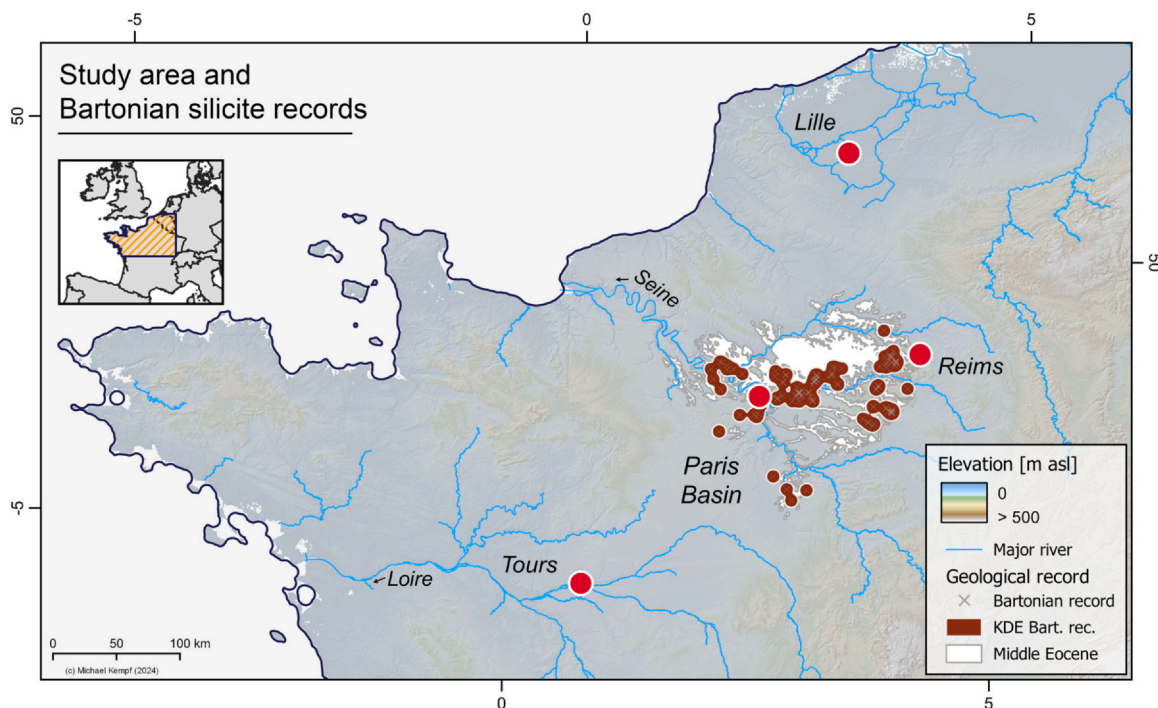 -5
0
5
Study area and
Bartonian silicite records
50
Lille
50
← Seine
Reims
Paris
Basin
-5
Tours
← Loire
Elevation [m asl]
0
> 500
Major river
Geological record
Bartonian record
KDE Bart. rec.
Middle Eocene
0 50 100 km
(c) Michael Kempf (2024)
0
5